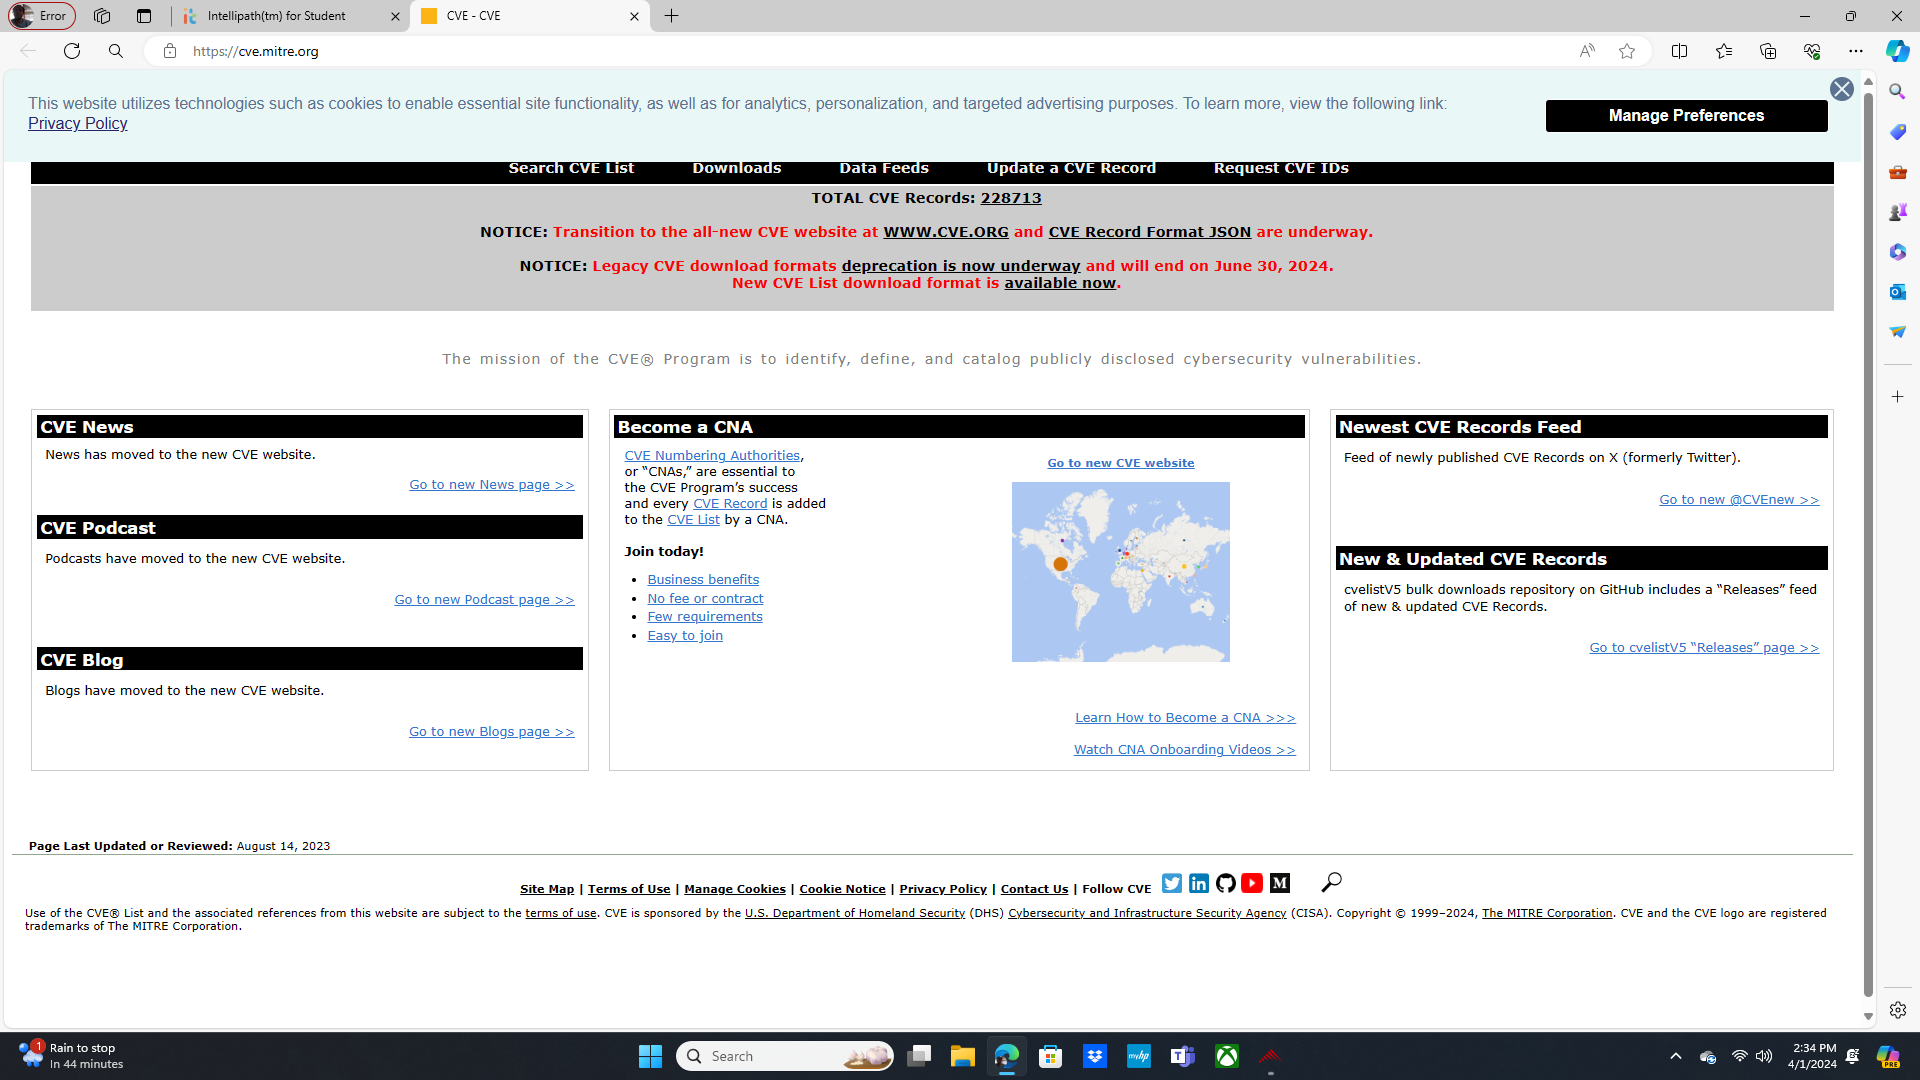 Error
Intellipath(tm) for Student
CVE - CVE
https://cve.mitre.org
This website utilizes technologies such as cookies to enable essential site functionality, as well as for analytics, personalization, and targeted advertising purposes. To learn more, view the following link:
Privacy Policy
Manage Preferences
Search CVE List
Downloads
Data Feeds
Update a CVE Record
Request CVE IDs
TOTAL CVE Records: 228713
NOTICE: Transition to the all-new CVE website at WWW.CVE.ORG and CVE Record Format JSON are underway.
NOTICE: Legacy CVE download formats deprecation is now underway and will end on June 30, 2024.
New CVE List download format is available now.
The mission of the CVE® Program is to identify, define, and catalog publicly disclosed cybersecurity vulnerabilities.
CVE News
News has moved to the new CVE website.
Go to new News page >>
CVE Podcast
Podcasts have moved to the new CVE website.
Go to new Podcast page >>
CVE Blog
Blogs have moved to the new CVE website.
Go to new Blogs page >>
Become a CNA
CVE Numbering Authorities,
or “CNAs,” are essential to
the CVE Program’s success
and every CVE Record is added
to the CVE List by a CNA.
Join today!
• Business benefits
• No fee or contract
• Few requirements
• Easy to join
Go to new CVE website
Learn How to Become a CNA >>>
Watch CNA Onboarding Videos >>
Newest CVE Records Feed
Feed of newly published CVE Records on X (formerly Twitter).
Go to new @CVEnew >>
New & Updated CVE Records
cvelistV5 bulk downloads repository on GitHub includes a “Releases” feed
of new & updated CVE Records.
Go to cvelistV5 “Releases” page >>
Page Last Updated or Reviewed: August 14, 2023
Site Map | Terms of Use | Manage Cookies | Cookie Notice | Privacy Policy | Contact Us | Follow CVE
Use of the CVE® List and the associated references from this website are subject to the terms of use. CVE is sponsored by the U.S. Department of Homeland Security (DHS) Cybersecurity and Infrastructure Security Agency (CISA). Copyright © 1999–2024, The MITRE Corporation. CVE and the CVE logo are registered
trademarks of The MITRE Corporation.
1
Rain to stop
In 44 minutes
Search
myhp
2:34 PM
4/1/2024
PRE